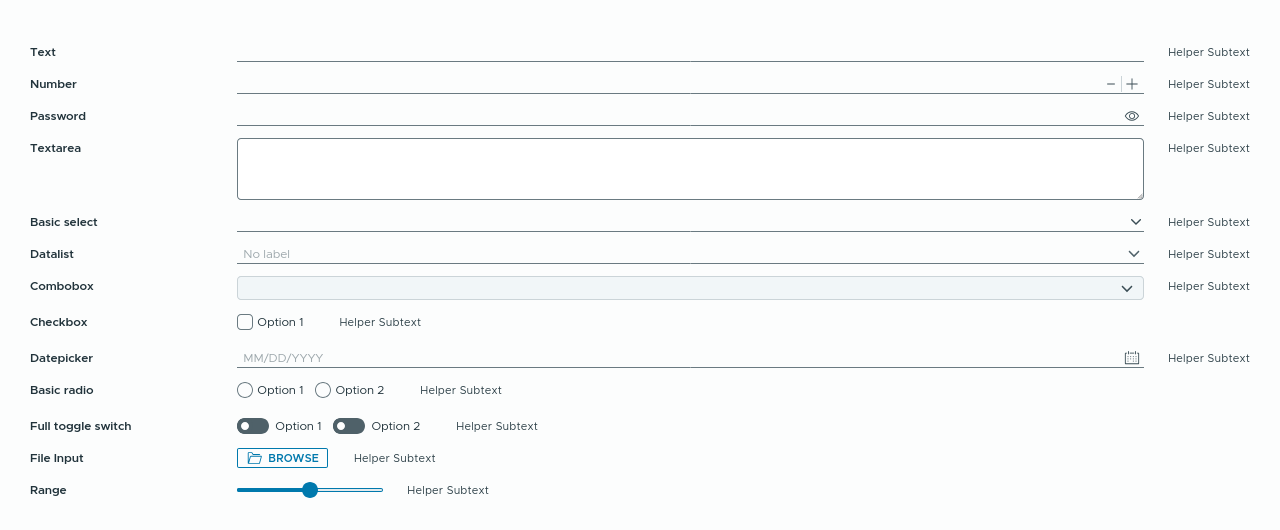 Text Helper Subtext
Number Helper Subtext
Password Helper Subtext
Textarea Helper Subtext
Basic select Helper Subtext
Datalist No label Helper Subtext
Combobox Helper Subtext
Checkbox Option 1 Helper Subtext
Datepicker MM/DD/YYYY Helper Subtext
Basic radio Option 1 Option 2 Helper Subtext
Full toggle switch Option 1 Option 2 Helper Subtext
File Input BROWSE Helper Subtext
Range Helper Subtext